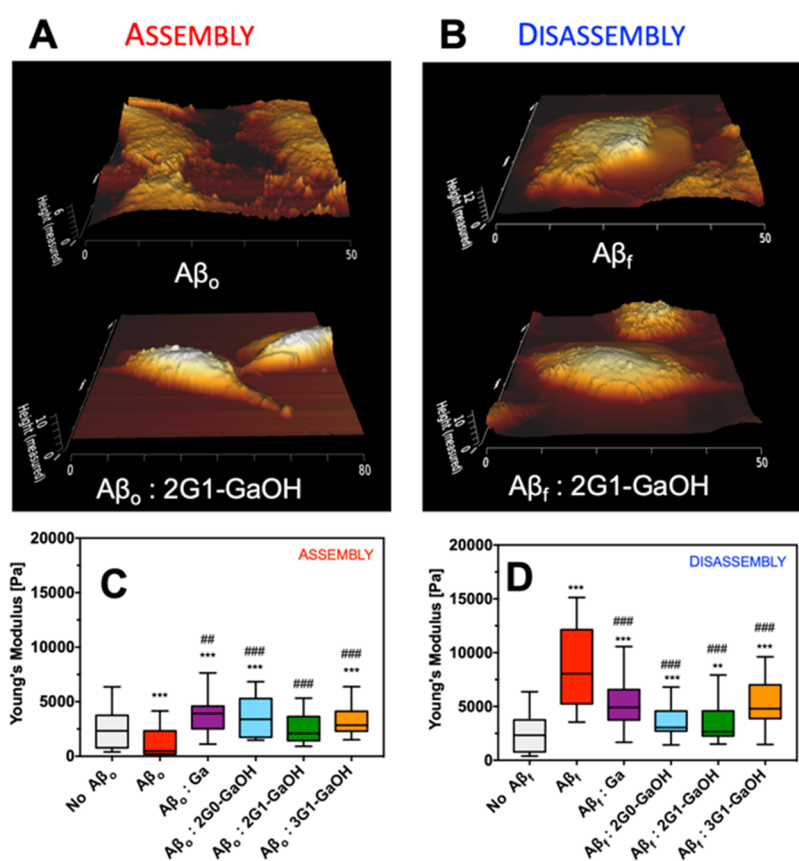 A ASSEMBLY
B DISASSEMBLY
Height (measured)
6
0
0
50
Aβo
Height (measured)
12
0
0
50
Aβf
Height (measured)
10
0
0
80
Aβo : 2G1-GaOH
Height (measured)
10
0
0
50
Aβf : 2G1-GaOH
C
ASSEMBLY
Young's Modulus [Pa]
20000
15000
10000
5000
0
***
##
***
###
***
###
###
***
No Aβo
Aβo
Aβo : Ga
Aβo : 2G0-GaOH
Aβo : 2G1-GaOH
Aβo : 3G1-GaOH
D
DISASSEMBLY
Young's Modulus [Pa]
20000
15000
10000
5000
0
***
###
***
###
***
###
**
###
***
No Aβf
Aβf
Aβf : Ga
Aβf : 2G0-GaOH
Aβf : 2G1-GaOH
Aβf : 3G1-GaOH